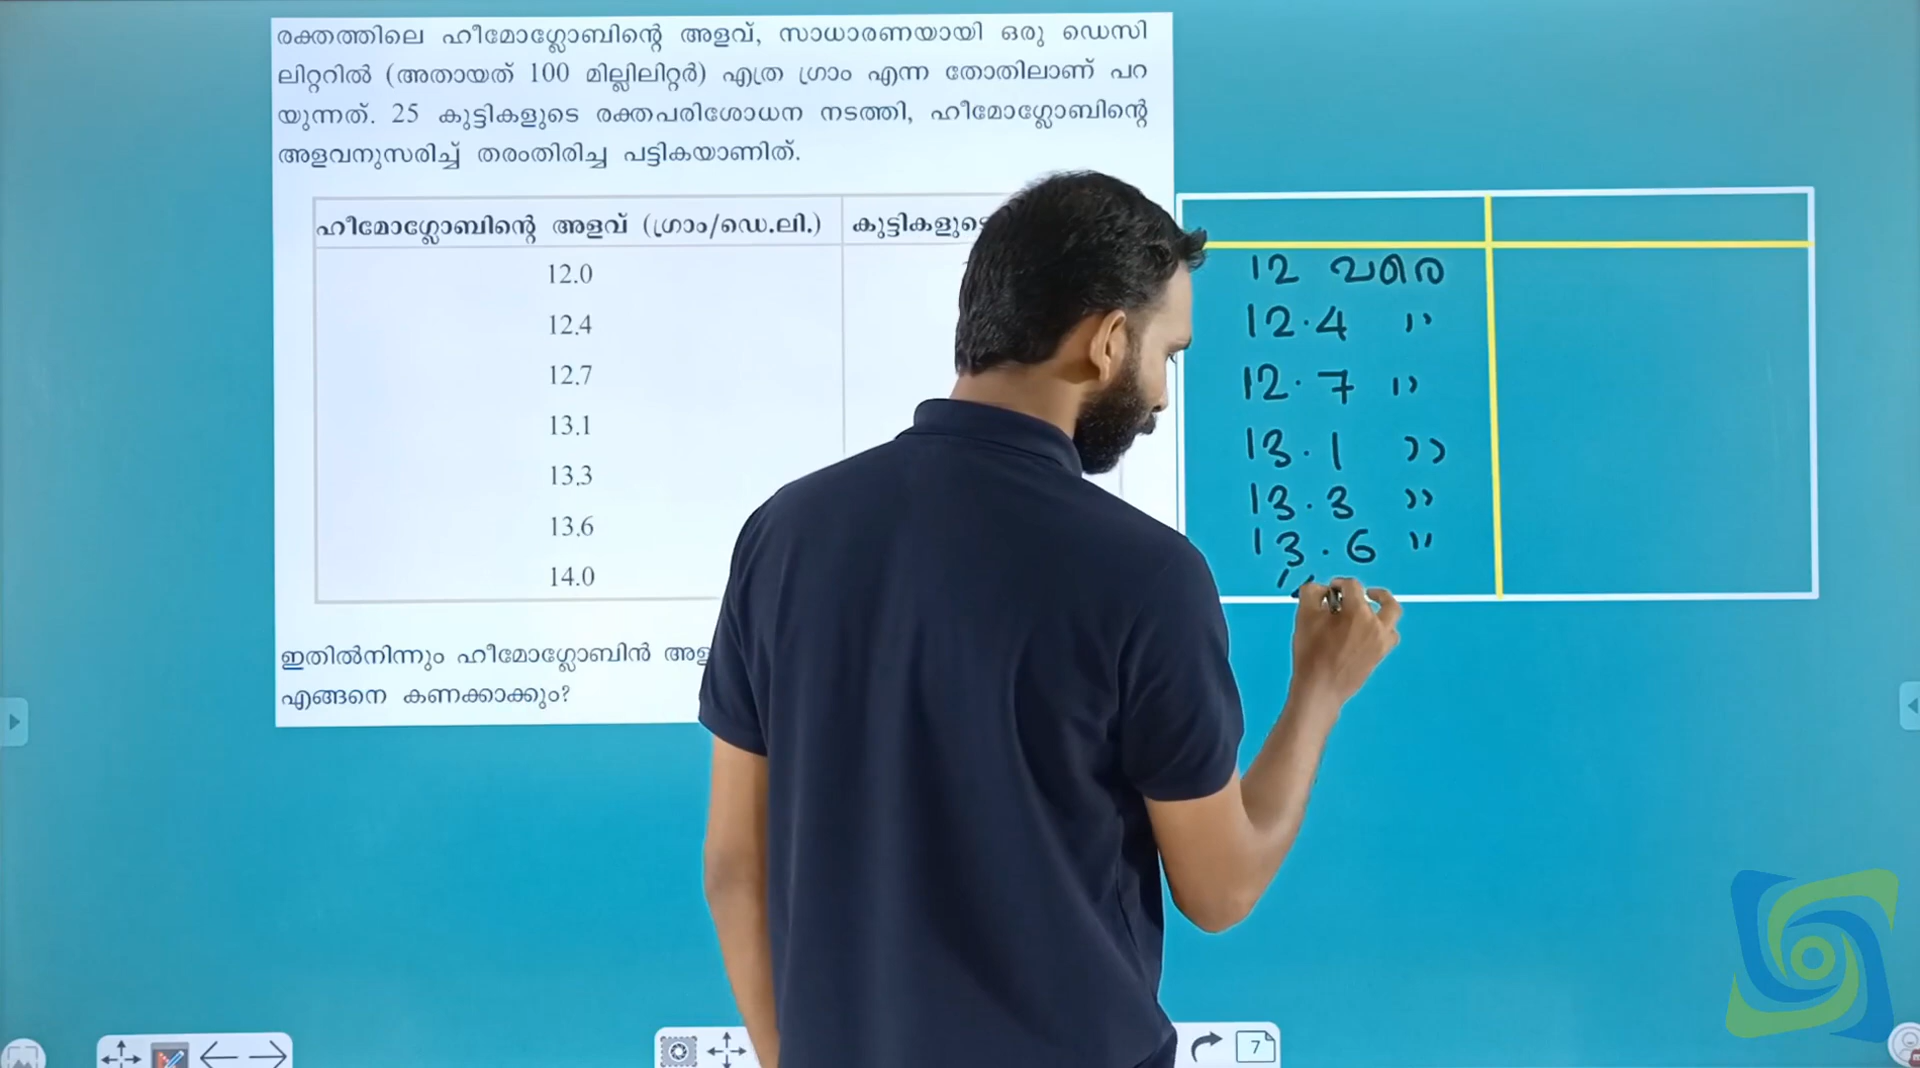 രക്തത്തിലെ ഹീമോഗ്ലോബിന്റെ അളവ്, സാധാരണയായി ഒരു ഡെസി
ലിറ്ററിൽ (അതായത് 100 മില്ലിലിറ്റർ) എത്ര ഗ്രാം എന്ന തോതിലാണ് പറ
യുന്നത്. 25 കുട്ടികളുടെ രക്തപരിശോധന നടത്തി, ഹീമോഗ്ലോബിന്റെ
അളവനുസരിച്ച് തരംതിരിച്ച പട്ടികയാണിത്.
ഹീമോഗ്ലോബിന്റെ അളവ് (ഗ്രാം/ഡെ.ലി.)
12.0
12.4
12.7
13.1
13.3
13.6
14.0
ഇതിൽനിന്നും ഹീമോഗ്ലോബിൻ
എങ്ങനെ കണക്കാക്കും?
12 വരെ
12.4 ,,
12.7 ,,
13.1 ,,
13.3 ,,
13.6 ,,
7